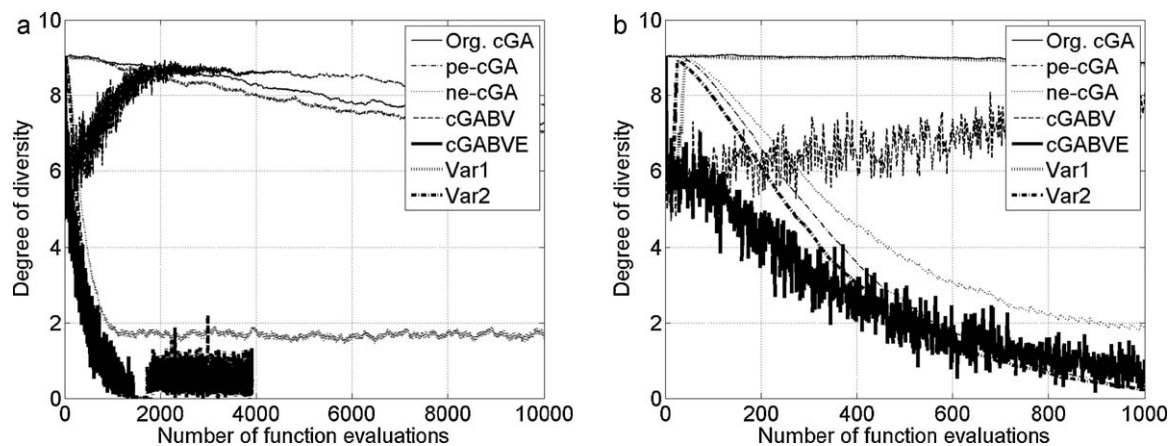 a
10
8
6
4
2
0
Degree of diversity
Org. cGA
pe-cGA
ne-cGA
cGABV
cGABVE
Var1
Var2
0 2000 4000 6000 8000 10000
Number of function evaluations
b
10
8
6
4
2
0
Degree of diversity
Org. cGA
pe-cGA
ne-cGA
cGABV
cGABVE
Var1
Var2
0 200 400 600 800 1000
Number of function evaluations